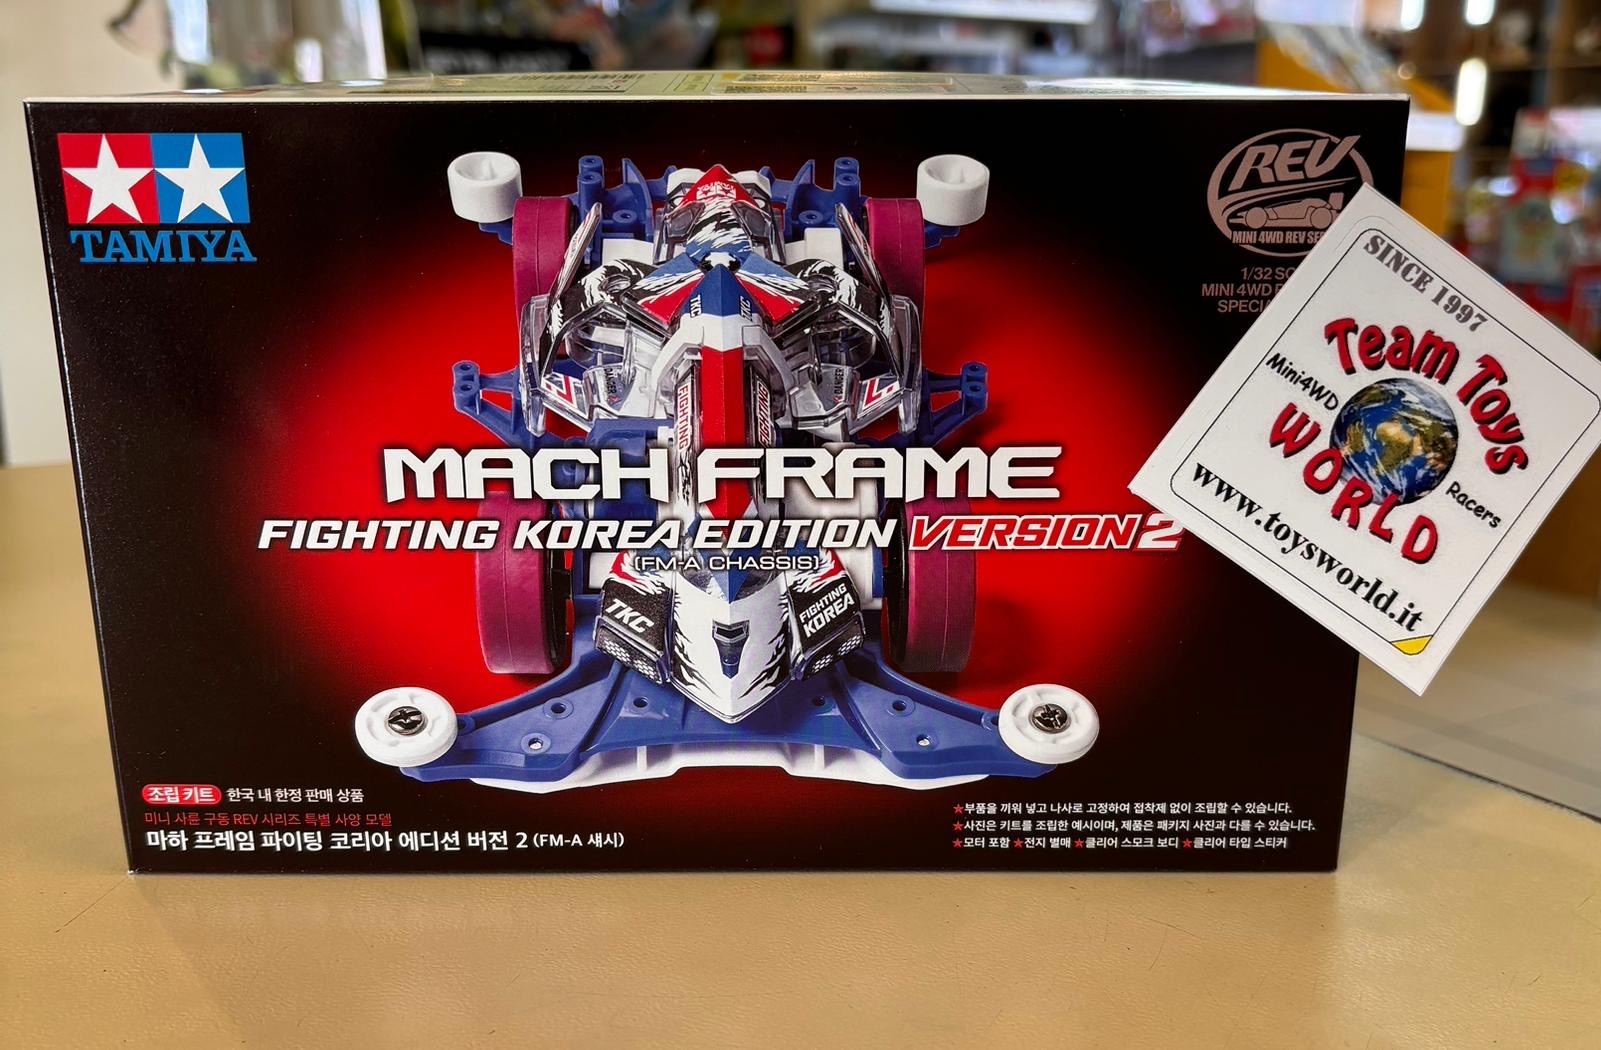 TAMIYA
REV
MINI 4WD REV
1/32
MINI 4WD
TKC
TKC
FIGHTING
FIGHTING
MACH FRAME
FIGHTING KOREA EDITION VERSION 2
(FM-A CHASSIS)
TKC
FIGHTING
KOREA
조립 키트 한국 내 한정 판매 상품
미니 사륜 구동 REV 시리즈 특별 사양 모델
마하 프레임 파이팅 코리아 에디션 버전 2 (FM-A 섀시)
★부품을 끼워 넣고 나사로 고정하여 접착제 없이 조립할 수 있습니다.
★사진은 키트를 조립한 예시이며, 제품은 패키지 사진과 다를 수 있습니다.
★모터 포함 ★전지 별매 ★클리어 스모크 보디 ★클리어 타입 스티커
SINCE 1997
Team Toys
Mini4WD
WORLD
Racers
www.toysworld.it